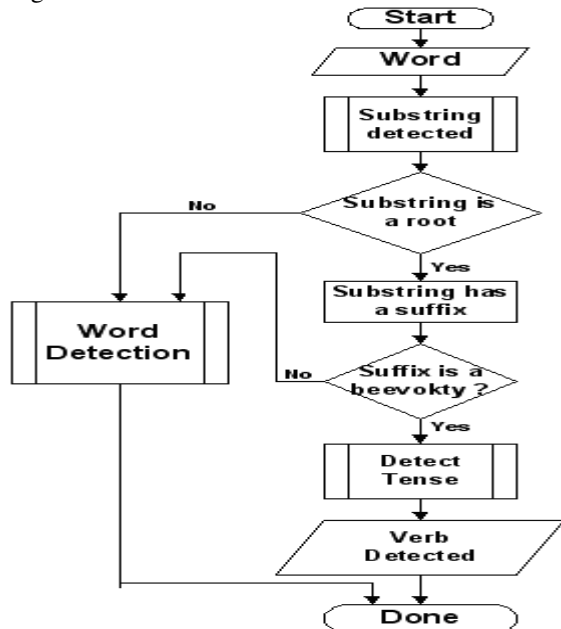 Start
Word
Substring
detected
Substring is
a root
No
Yes
Substring has
a suffix
Word
Detection
Suffix is a
beevokty ?
No
Yes
Detect
Tense
Verb
Detected
Done